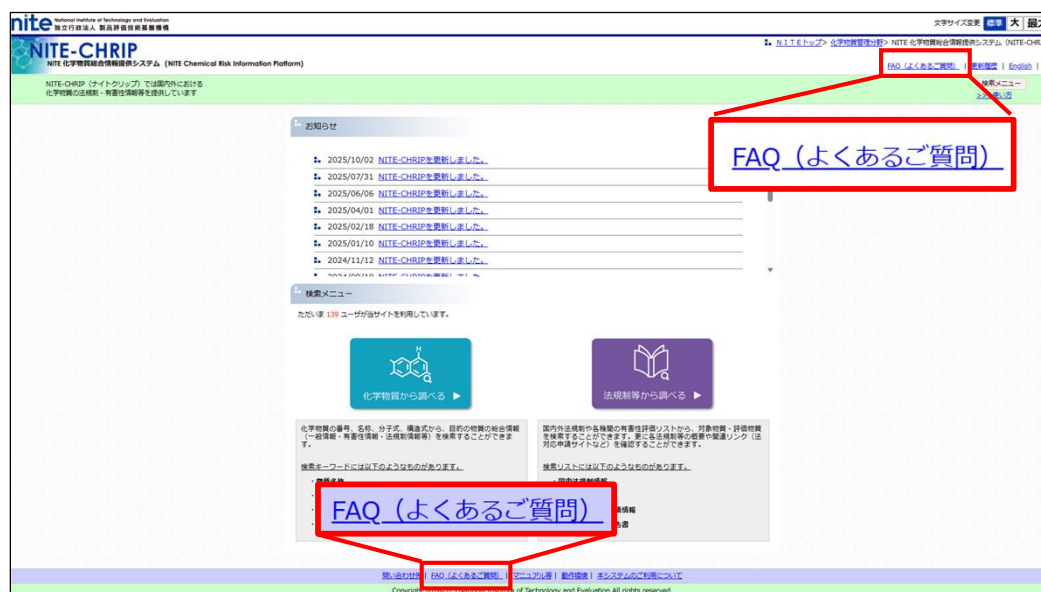 nite National Institute of Technology and Evaluation
独立行政法人 製品評価技術基盤機構
文字サイズ変更 標準 大 最
NITE-CHRIP
NITE 化学物質総合情報提供システム (NITE Chemical Risk Information Platform)
ＮＩＴＥトップ> 化学物質管理分野> NITE 化学物質総合情報提供システム（NITE-CHR
FAQ（よくあるご質問） | 更新履歴 | English |
NITE-CHRIP（ナイトクリップ）では国内外における
化学物質の法規制・有害性情報等を提供しています
検索メニュー
使い方
FAQ（よくあるご質問）
お知らせ
2025/10/02 NITE-CHRIPを更新しました。
2025/07/31 NITE-CHRIPを更新しました。
2025/06/06 NITE-CHRIPを更新しました。
2025/04/01 NITE-CHRIPを更新しました。
2025/02/18 NITE-CHRIPを更新しました。
2025/01/10 NITE-CHRIPを更新しました。
2024/11/12 NITE-CHRIPを更新しました。
検索メニュー
ただいま 139 ユーザが当サイトを利用しています。
化学物質から調べる ▶
法規制等から調べる ▶
化学物質の番号、名称、分子式、構造式から、目的の物質の総合情報
（一般情報・有害性情報・法規制情報等）を検索することができま
す。
検索キーワードには以下のようなものがあります。
国内外法規制や各機関の有害性評価リストから、対象物質・評価物質
を検索することができます。更に各法規制等の概要や関連リンク（法
対応申請サイトなど）を確認することができます。
検索リストには以下のようなものがあります。
・国内法規制情報
価情報
告書
FAQ（よくあるご質問）
問い合わせ先 | FAQ（よくあるご質問） | マニュアル等 | 動作環境 | 本システムのご利用について
of Technology and Evaluation All rights reserved.